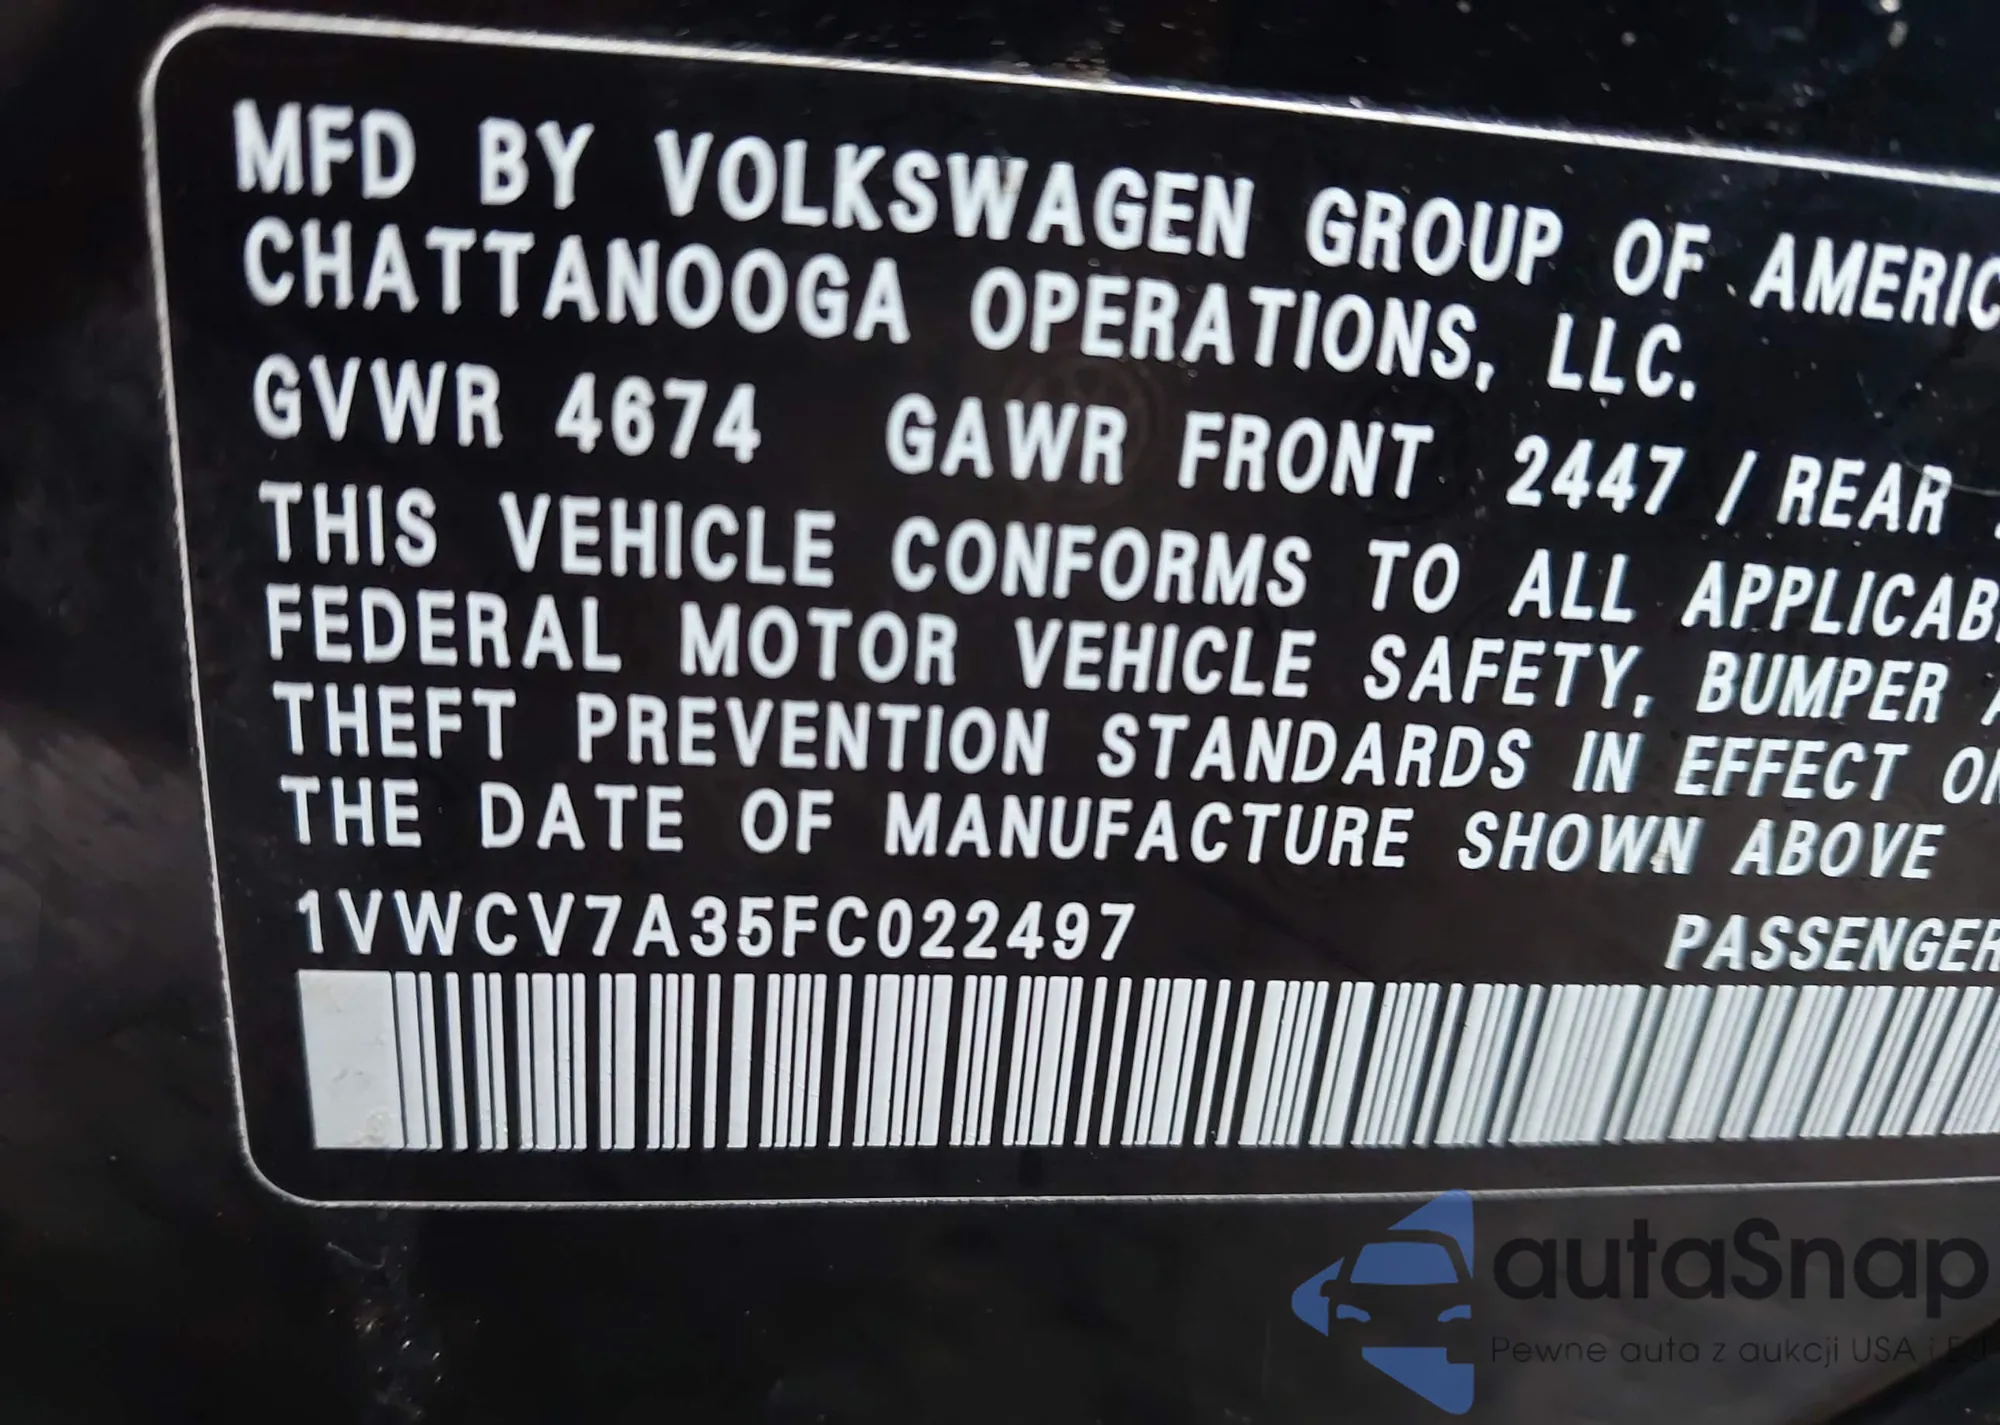 MFD BY VOLKSWAGEN GROUP OF AMERIC
CHATTANOOGA OPERATIONS, LLC.
GVWR 4674 GAWR FRONT 2447 / REAR
THIS VEHICLE CONFORMS TO ALL APPLICAB
FEDERAL MOTOR VEHICLE SAFETY, BUMPER A
THEFT PREVENTION STANDARDS IN EFFECT ON
THE DATE OF MANUFACTURE SHOWN ABOVE
1VWCV7A35FC022497 PASSENGER
autaSnap
Pewne auta z aukcji USA i EU